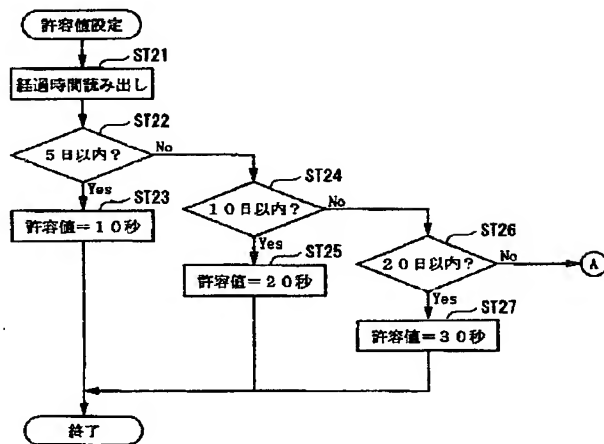 許容値設定
ST21
経過時間読み出し
ST22
5日以内?
No
Yes
ST23
許容値=10秒
ST24
10日以内?
No
Yes
ST25
許容値=20秒
ST26
20日以内?
No
A
Yes
ST27
許容値=30秒
終了